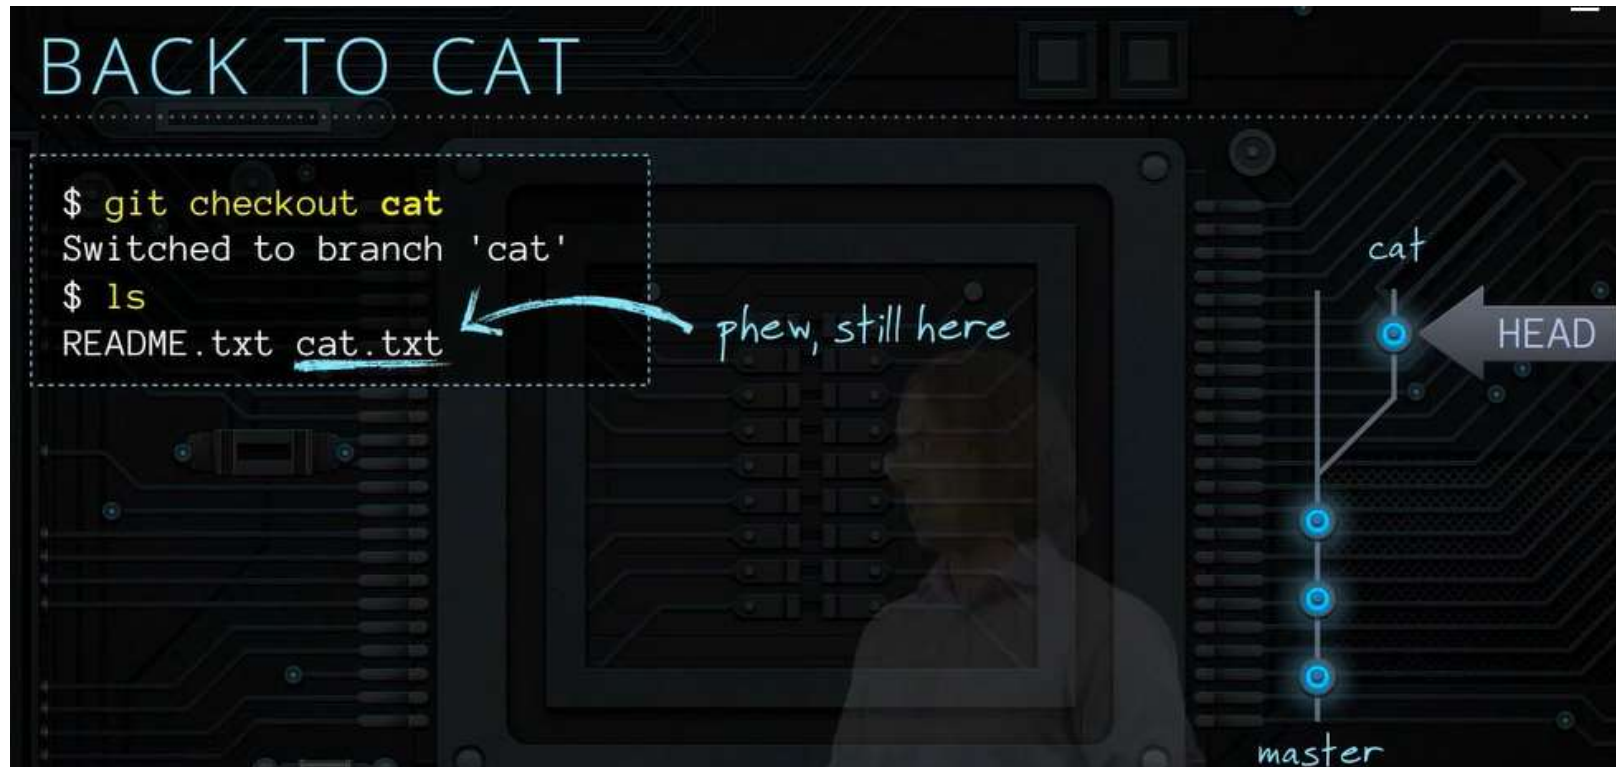 BACK TO CAT
$ git checkout cat
Switched to branch 'cat'
$ ls
README.txt cat.txt
phew, still here
cat
HEAD
master